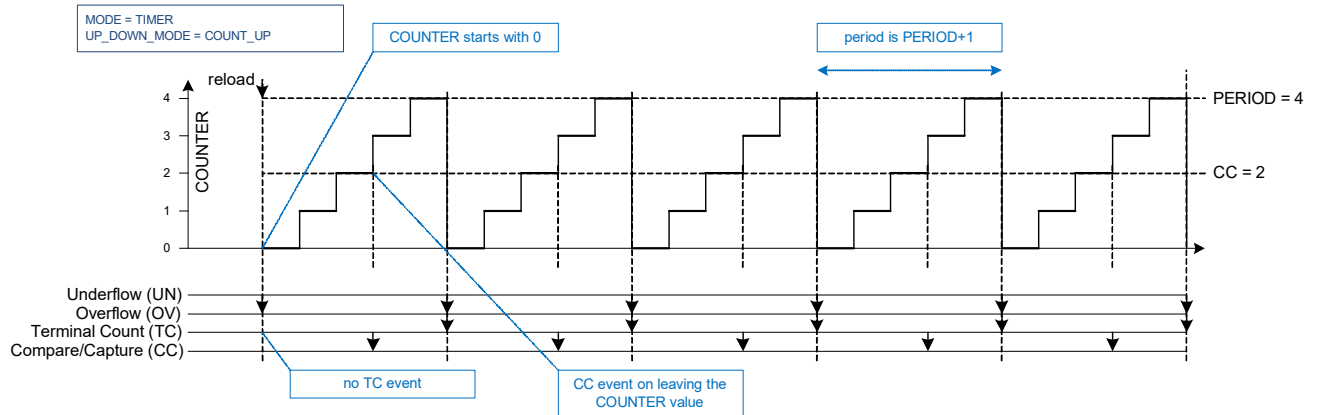 MODE = TIMER
UP_DOWN_MODE = COUNT_UP
COUNTER starts with 0
period is PERIOD+1
reload
4
PERIOD = 4
3
COUNTER
2
CC = 2
1
0
Underflow (UN)
Overflow (OV)
Terminal Count (TC)
Compare/Capture (CC)
no TC event
CC event on leaving the
COUNTER value